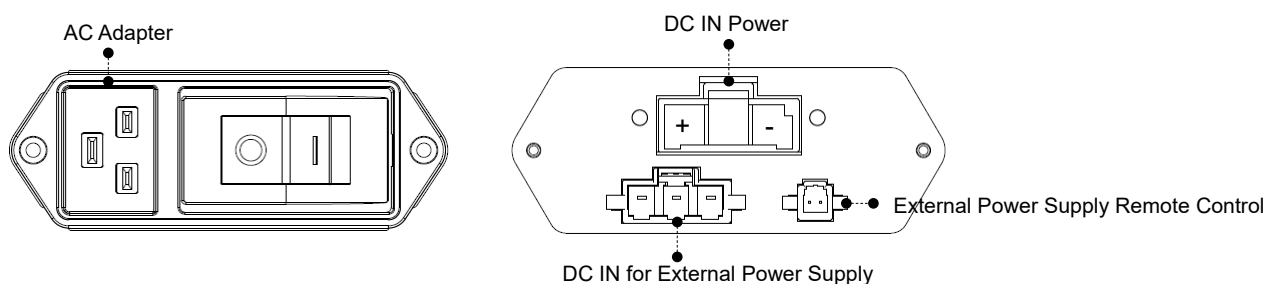 AC Adapter
DC IN Power
+ -
External Power Supply Remote Control
DC IN for External Power Supply